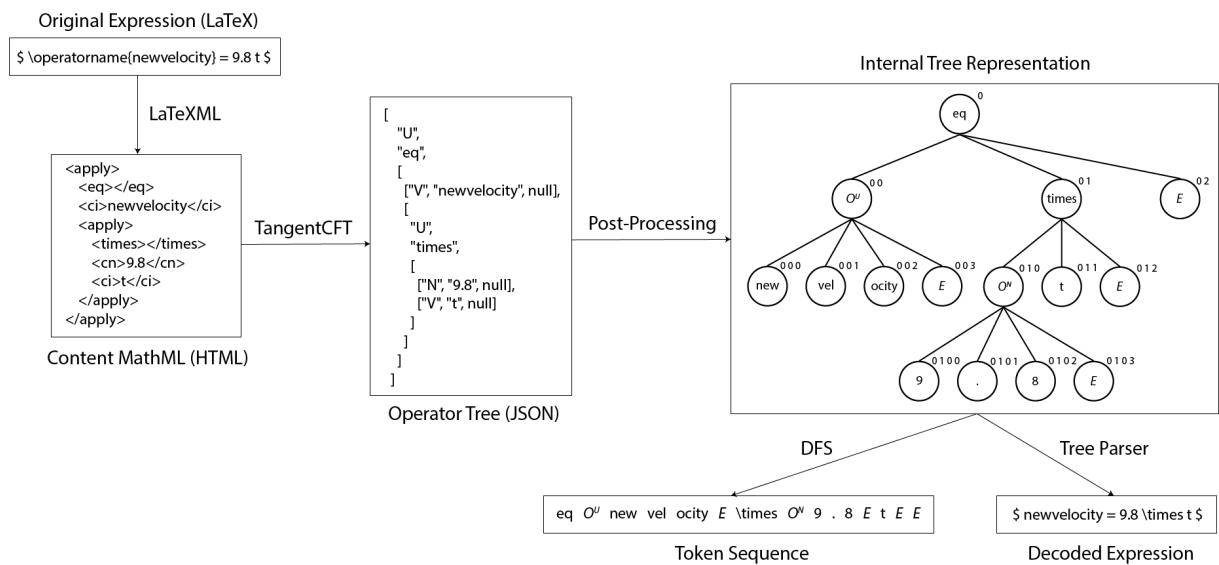 Original Expression (LaTeX)
$ \operatorname{newvelocity} = 9.8 t $
LaTeXML
<apply>
<eq></eq>
<ci>newvelocity</ci>
<apply>
<times></times>
<cn>9.8</cn>
<ci>t</ci>
</apply>
</apply>
Content MathML (HTML)
TangentCFT
[
"U",
"eq",
[
["V", "newvelocity", null],
[
"U",
"times",
[
["N", "9.8", null],
["V", "t", null]
]
]
]
]
Operator Tree (JSON)
Post-Processing
Internal Tree Representation
eq 0
Oᵁ 00
times 01
E 02
new 000
vel 001
ocity 002
E 003
Oᴺ 010
t 011
E 012
9 0100
. 0101
8 0102
E 0103
DFS
Tree Parser
eq Oᵁ new vel ocity E \times Oᴺ 9 . 8 E t E E
Token Sequence
$ newvelocity = 9.8 \times t $
Decoded Expression